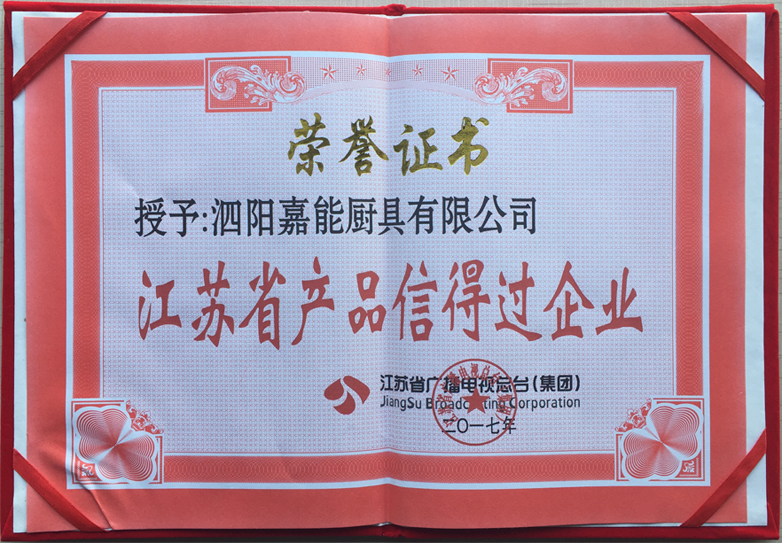 荣誉证书
授予:泗阳嘉能厨具有限公司
江苏省产品信得过企业
江苏省广播电视总台(集团)
JiangSu Broadcasting Corporation
二〇一七年